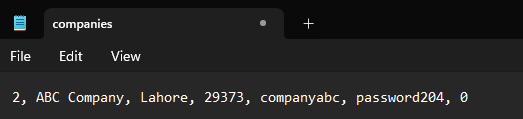 companies
File Edit View
2, ABC Company, Lahore, 29373, companyabc, password204, 0